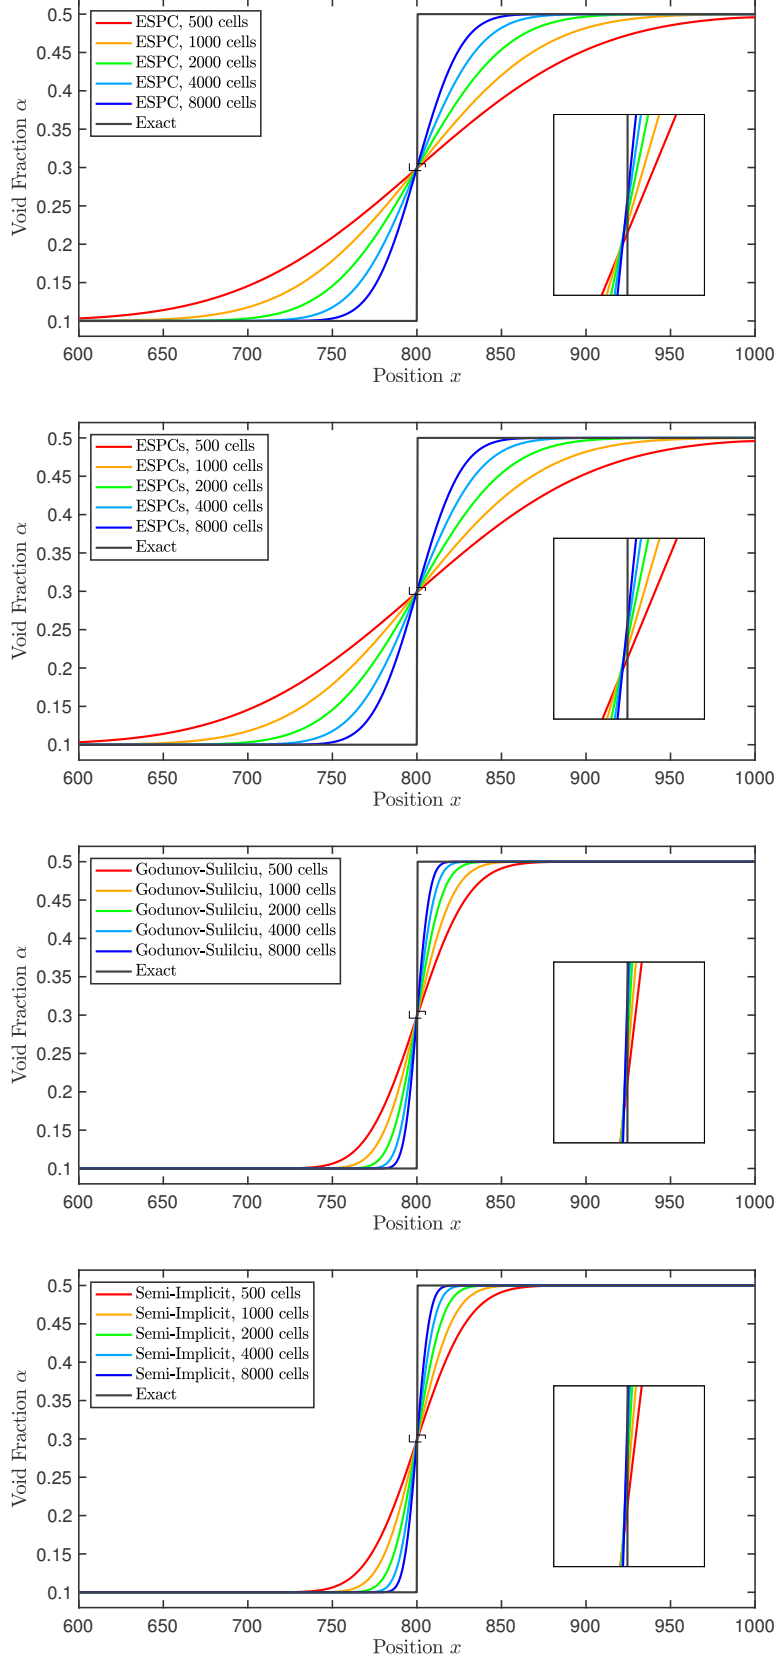 0.5
0.45
0.4
0.35
0.3
0.25
0.2
0.15
0.1
Void Fraction α
ESPC, 500 cells
ESPC, 1000 cells
ESPC, 2000 cells
ESPC, 4000 cells
ESPC, 8000 cells
Exact
600 650 700 750 800 850 900 950 1000
Position x
0.5
0.45
0.4
0.35
0.3
0.25
0.2
0.15
0.1
Void Fraction α
ESPCs, 500 cells
ESPCs, 1000 cells
ESPCs, 2000 cells
ESPCs, 4000 cells
ESPCs, 8000 cells
Exact
600 650 700 750 800 850 900 950 1000
Position x
0.5
0.45
0.4
0.35
0.3
0.25
0.2
0.15
0.1
Void Fraction α
Godunov-Sulilciu, 500 cells
Godunov-Sulilciu, 1000 cells
Godunov-Sulilciu, 2000 cells
Godunov-Sulilciu, 4000 cells
Godunov-Sulilciu, 8000 cells
Exact
600 650 700 750 800 850 900 950 1000
Position x
0.5
0.45
0.4
0.35
0.3
0.25
0.2
0.15
0.1
Void Fraction α
Semi-Implicit, 500 cells
Semi-Implicit, 1000 cells
Semi-Implicit, 2000 cells
Semi-Implicit, 4000 cells
Semi-Implicit, 8000 cells
Exact
600 650 700 750 800 850 900 950 1000
Position x